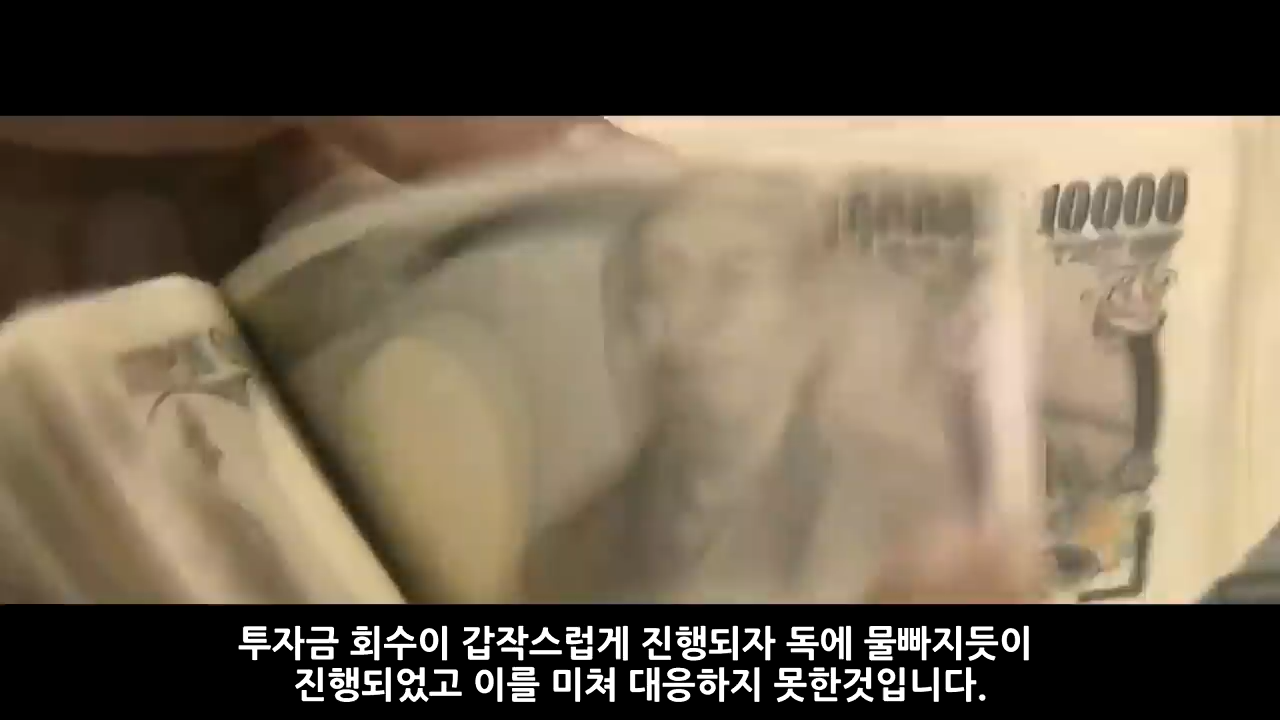 10000
투자금 회수이 갑작스럽게 진행되자 독에 물빠지듯이
진행되었고 이를 미쳐 대응하지 못한것입니다.